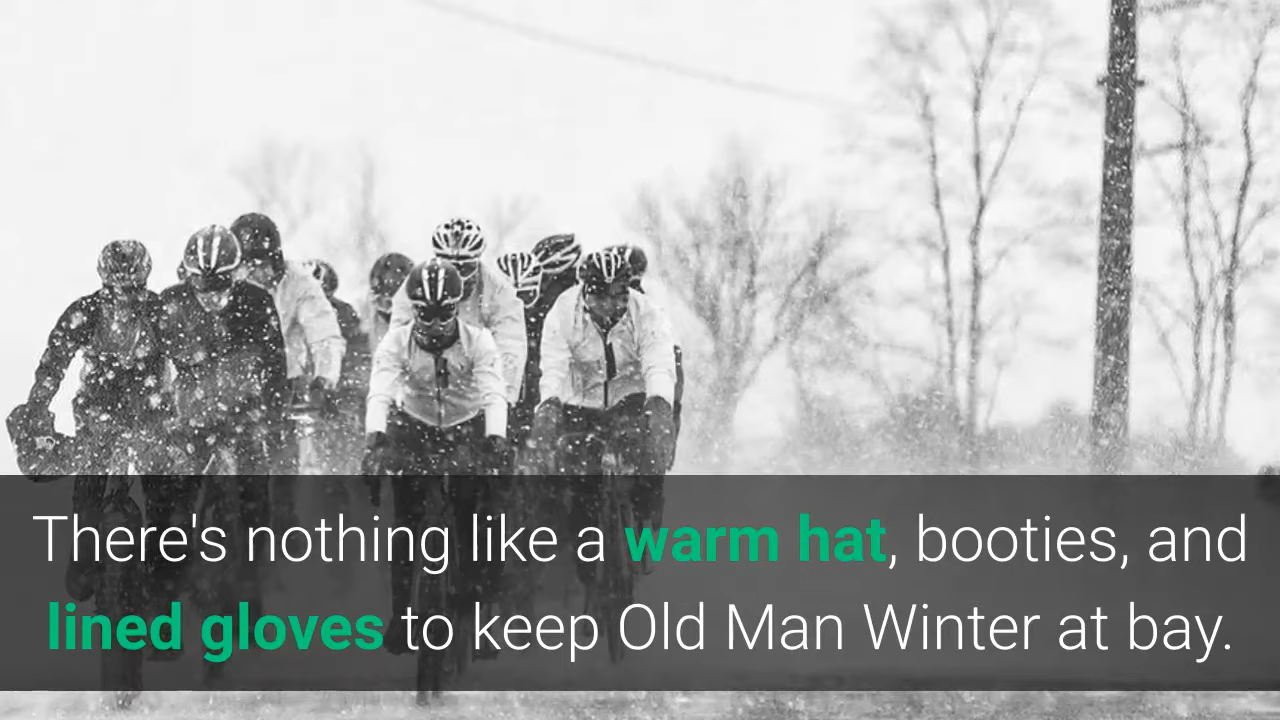 There's nothing like a warm hat, booties, and
lined gloves to keep Old Man Winter at bay.